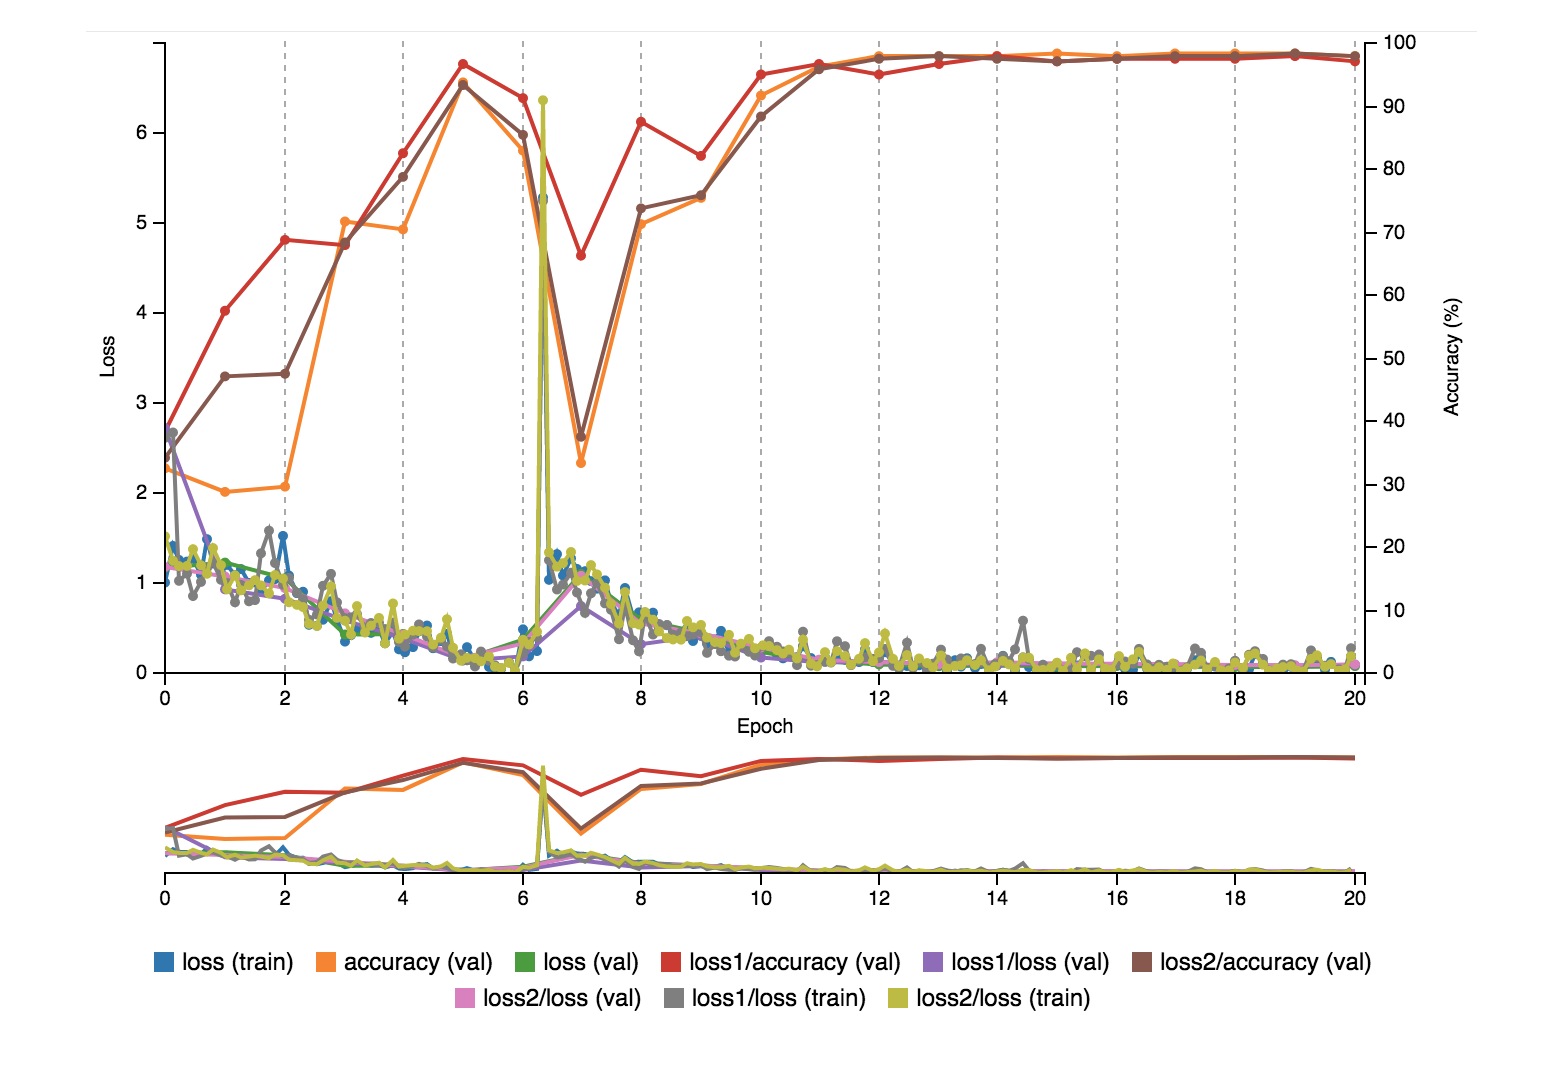 100
90
6
80
5
70
4
60
Loss
50
Accuracy (%)
3
40
2
30
20
1
10
0
0
0 2 4 6 8 10 12 14 16 18 20
Epoch
0 2 4 6 8 10 12 14 16 18 20
loss (train) accuracy (val) loss (val) loss1/accuracy (val) loss1/loss (val) loss2/accuracy (val)
loss2/loss (val) loss1/loss (train) loss2/loss (train)